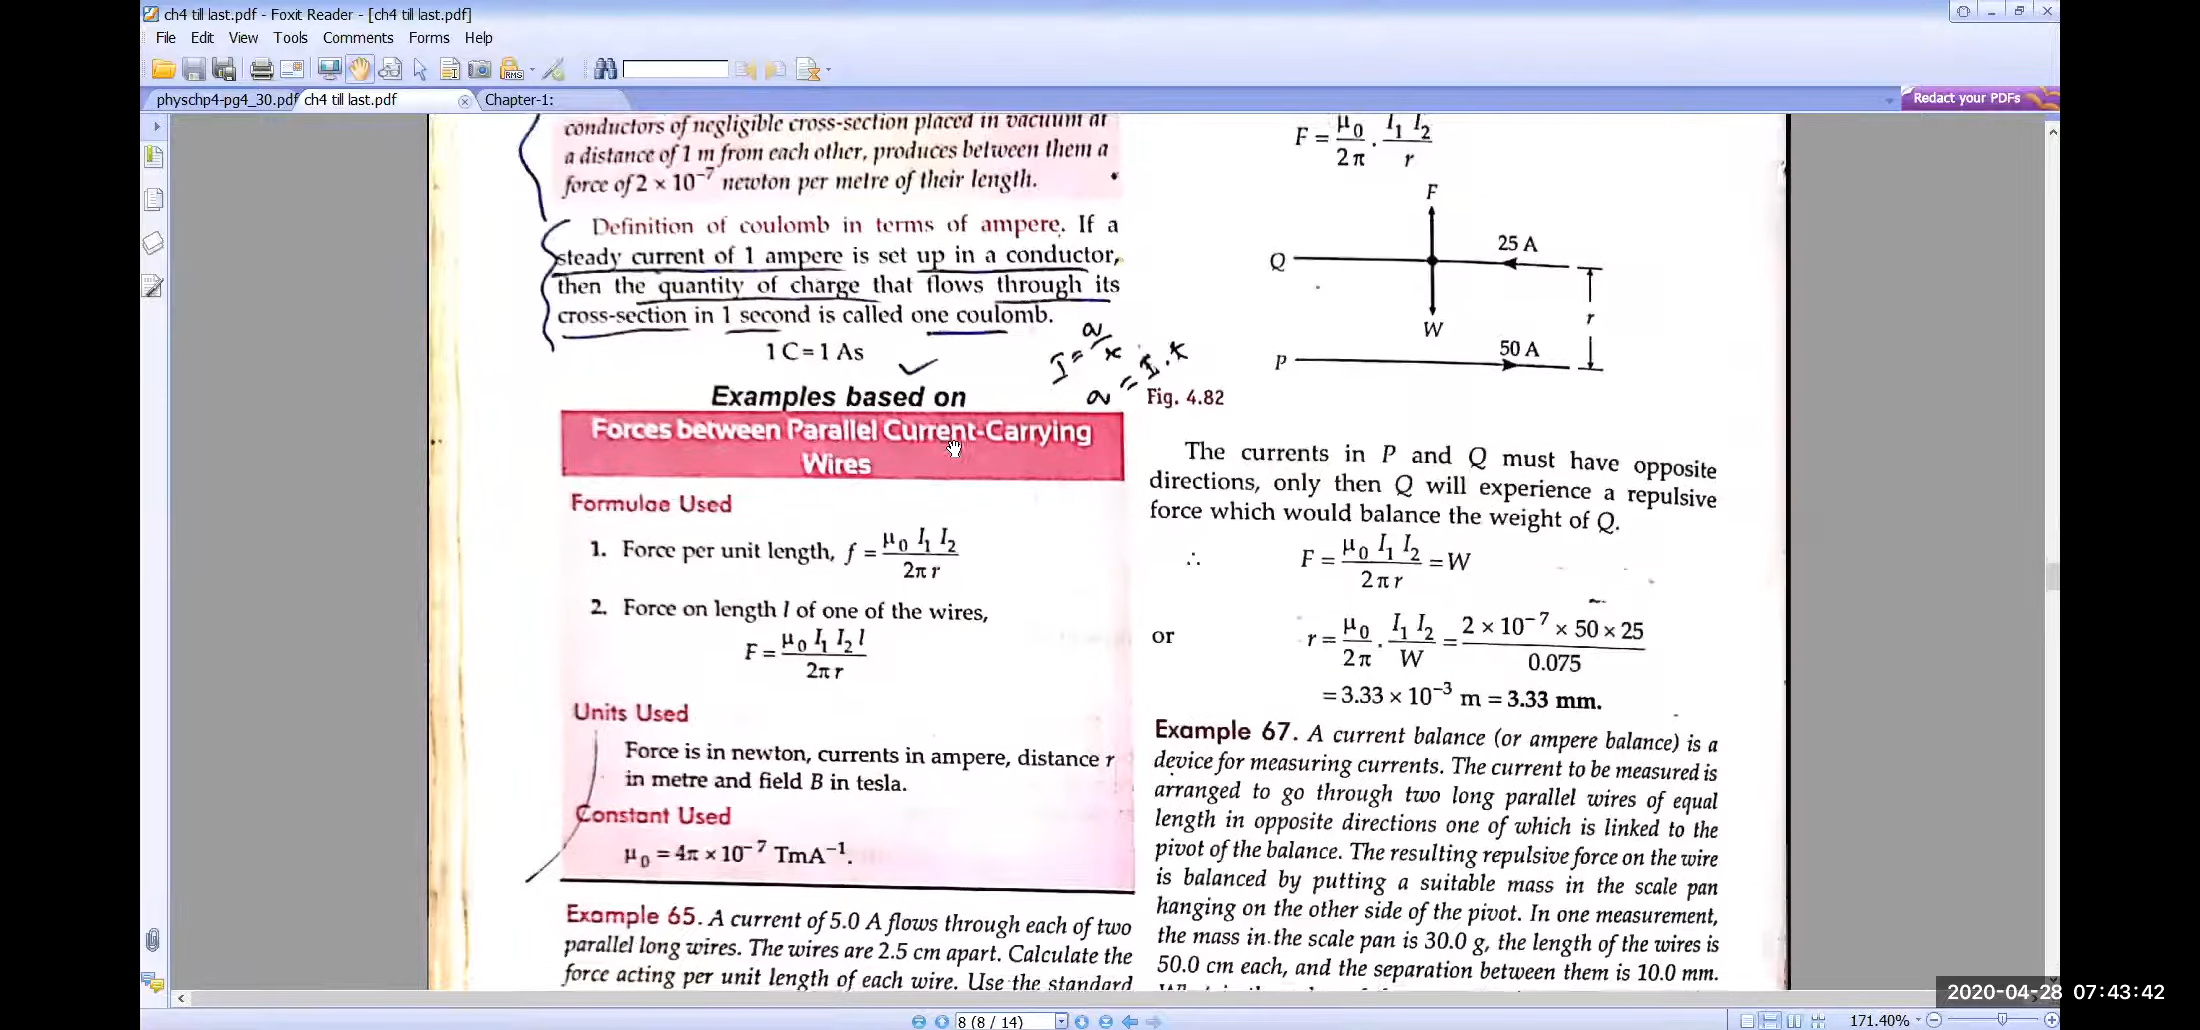 ch4 till last.pdf - Foxit Reader - [ch4 till last.pdf]
File Edit View Tools Comments Forms Help
physchp4-pg4_30.pdf ch4 till last.pdf Chapter-1:
Redact your PDFs
conductors of negligible cross-section placed in vacuum at
a distance of 1 m from each other, produces between them a
force of 2 × 10⁻⁷ newton per metre of their length.
Definition of coulomb in terms of ampere. If a
steady current of 1 ampere is set up in a conductor,
then the quantity of charge that flows through its
cross-section in 1 second is called one coulomb.
1 C = 1 As
Examples based on
Forces between Parallel Current-Carrying
Wires
Formulae Used
1. Force per unit length, f = μ₀ I₁ I₂ / 2π r
2. Force on length l of one of the wires,
F = μ₀ I₁ I₂ l / 2π r
Units Used
Force is in newton, currents in ampere, distance r
in metre and field B in tesla.
Constant Used
μ₀ = 4π × 10⁻⁷ TmA⁻¹.
Example 65. A current of 5.0 A flows through each of two
parallel long wires. The wires are 2.5 cm apart. Calculate the
force acting per unit length of each wire. Use the standard
F = μ₀ / 2π . I₁ I₂ / r
F
25 A
Q
r
W
50 A
P
Fig. 4.82
The currents in P and Q must have opposite
directions, only then Q will experience a repulsive
force which would balance the weight of Q.
∴ F = μ₀ I₁ I₂ / 2 π r = W
or r = μ₀ / 2π . I₁ I₂ / W = 2 × 10⁻⁷ × 50 × 25 / 0.075
= 3.33 × 10⁻³ m = 3.33 mm.
Example 67. A current balance (or ampere balance) is a
device for measuring currents. The current to be measured is
arranged to go through two long parallel wires of equal
length in opposite directions one of which is linked to the
pivot of the balance. The resulting repulsive force on the wire
is balanced by putting a suitable mass in the scale pan
hanging on the other side of the pivot. In one measurement,
the mass in the scale pan is 30.0 g, the length of the wires is
50.0 cm each, and the separation between them is 10.0 mm.
2020-04-28 07:43:42
8 (8 / 14)
171.40%